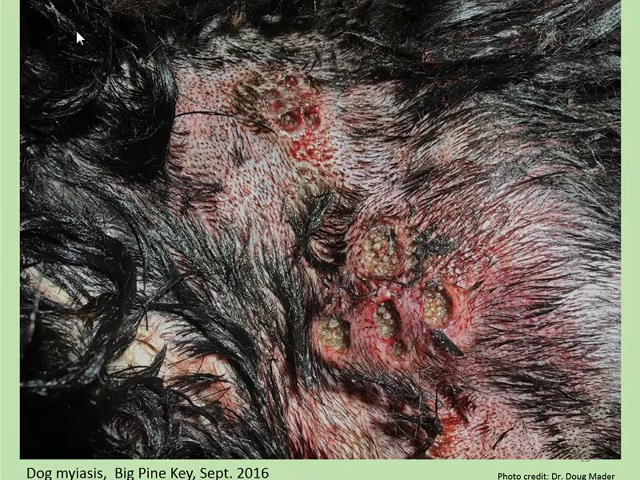 Dog myiasis, Big Pine Key, Sept. 2016
Photo credit: Dr. Doug Mader